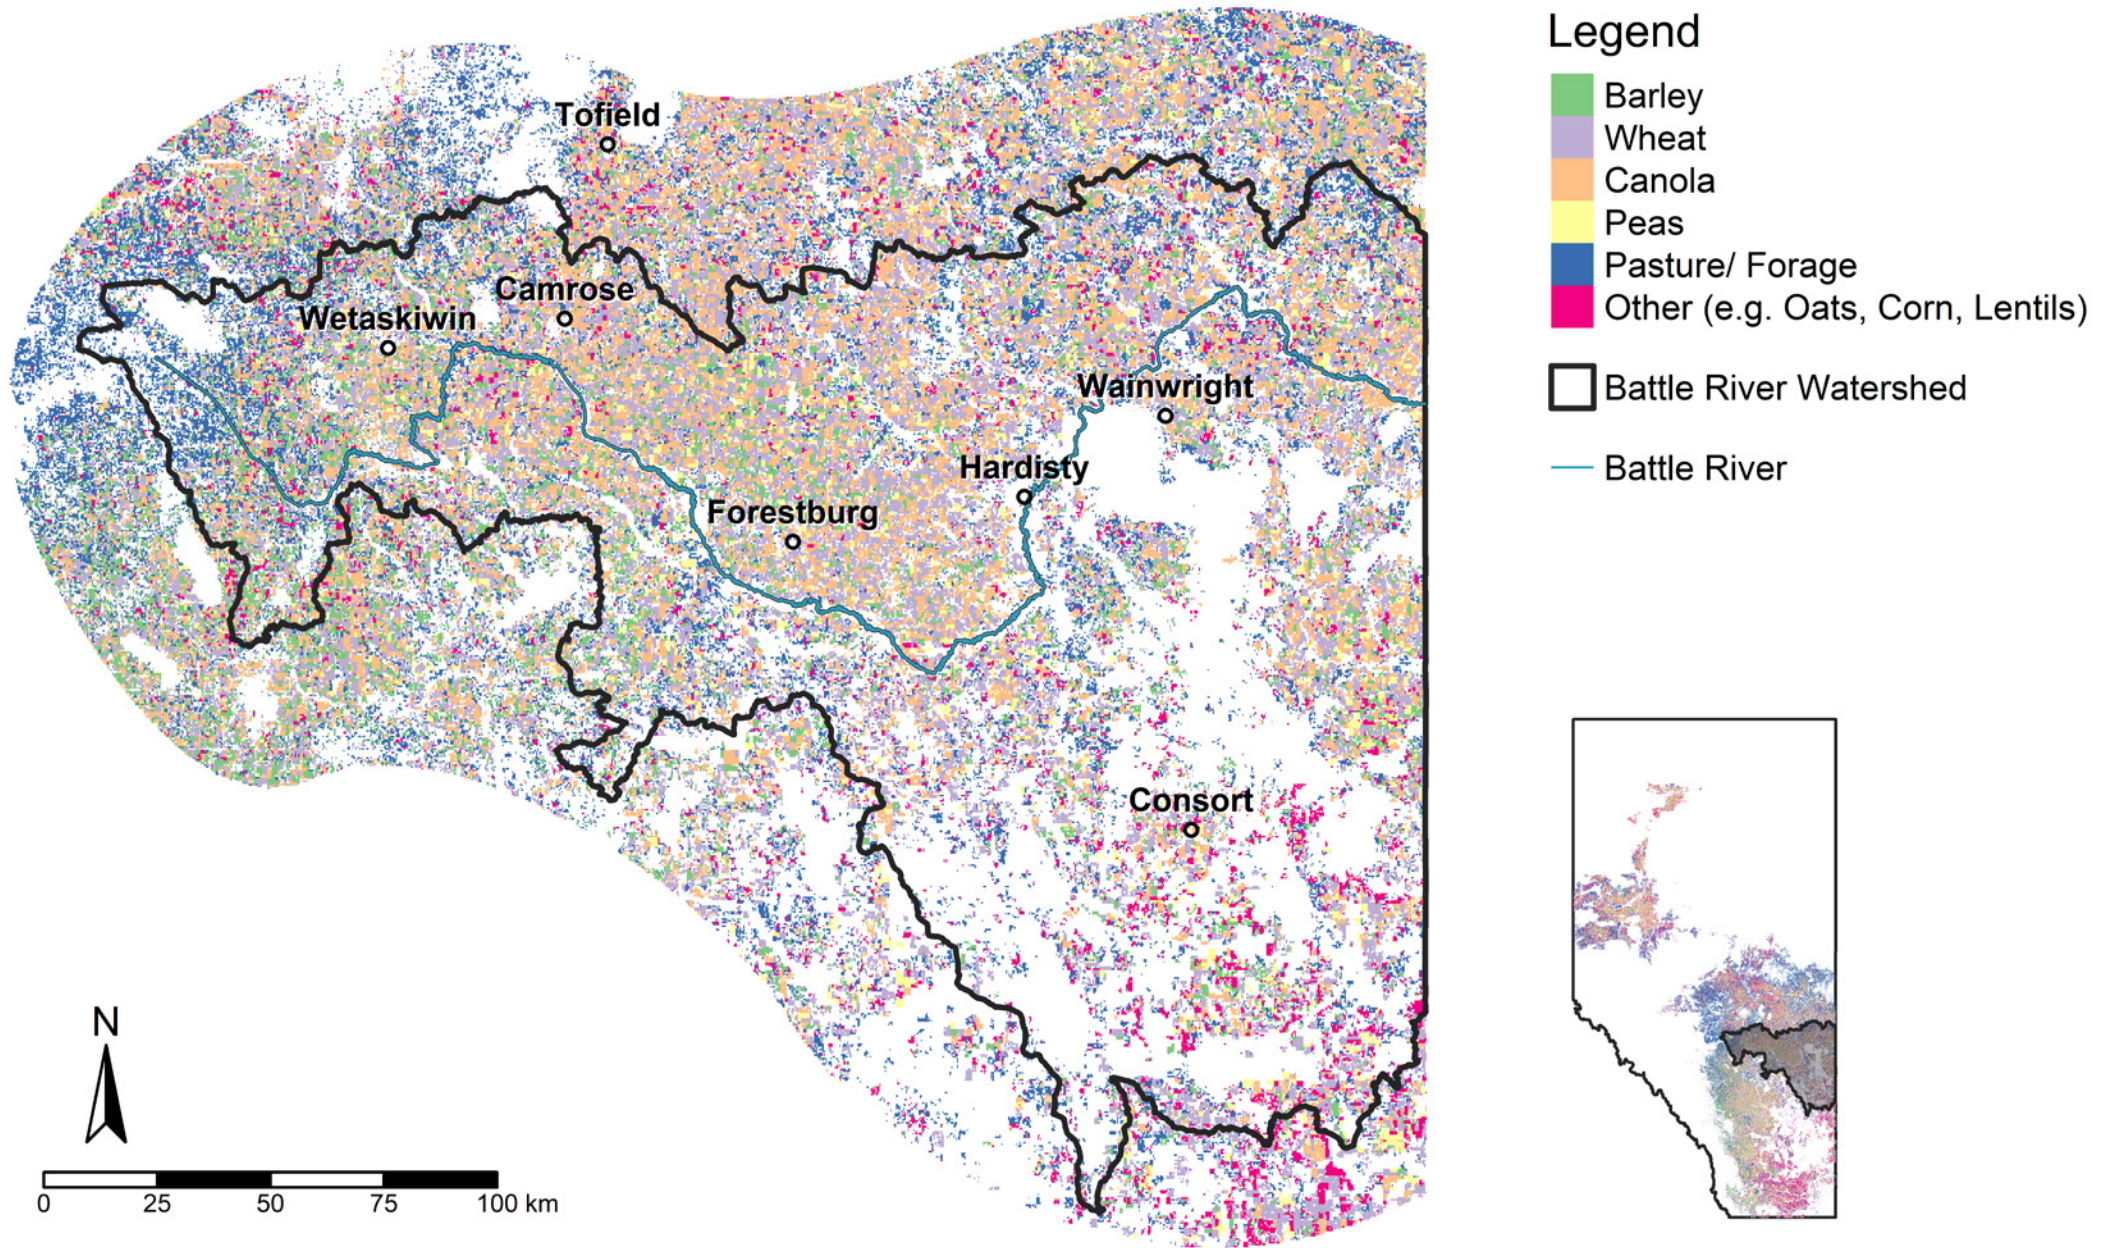 Tofield
Camrose
Wetaskiwin
Wainwright
Hardisty
Forestburg
Consort
N
0 25 50 75 100 km
Legend
Barley
Wheat
Canola
Peas
Pasture/ Forage
Other (e.g. Oats, Corn, Lentils)
Battle River Watershed
Battle River